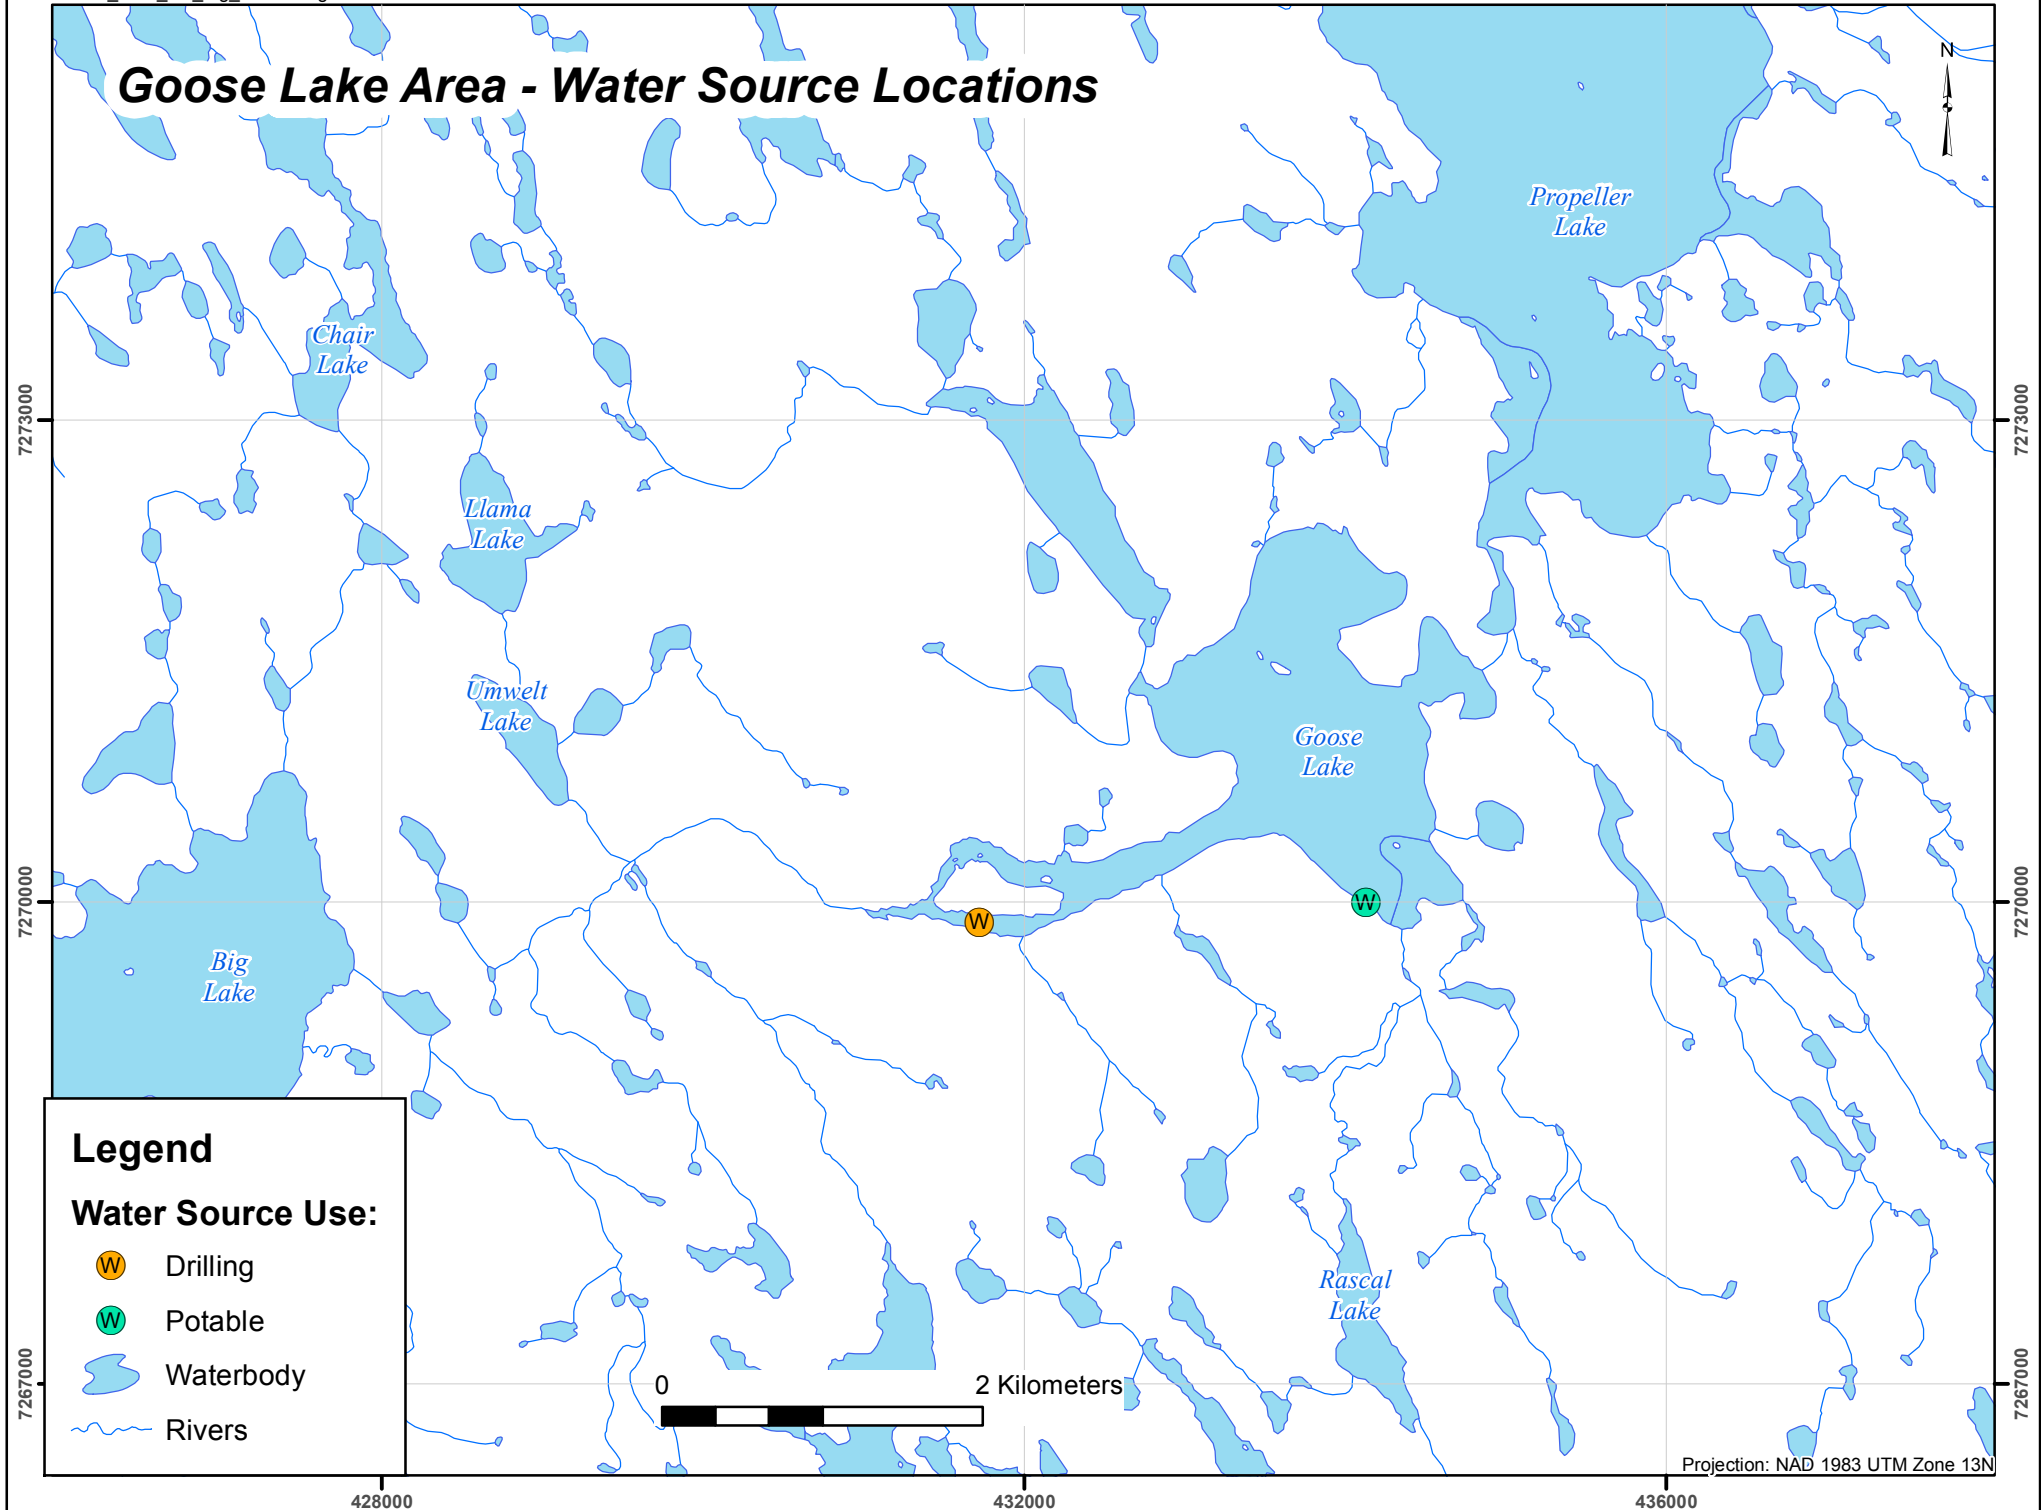 Goose Lake Area - Water Source Locations
N
Propeller
Lake
Chair
Lake
7273000
7273000
Llama
Lake
Umwelt
Lake
Goose
Lake
7270000
W
W
7270000
Big
Lake
Legend
Water Source Use:
W Drilling
W Potable
Waterbody
Rivers
Rascal
Lake
7267000
0 2 Kilometers
7267000
Projection: NAD 1983 UTM Zone 13N
428000 432000 436000